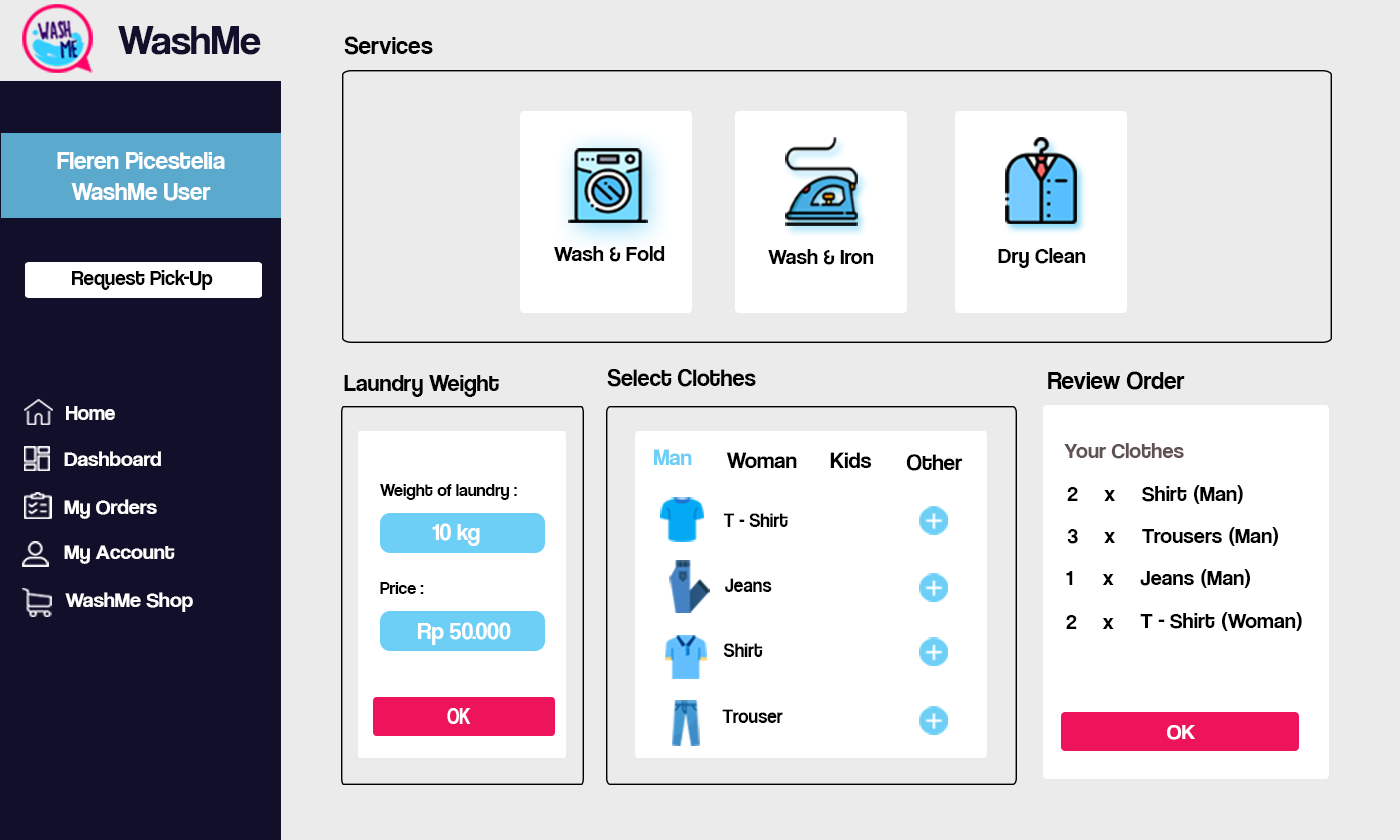 WASH
ME
WashMe
Fleren Picestelia
WashMe User
Request Pick-Up
Home
Dashboard
My Orders
My Account
WashMe Shop
Services
Wash & Fold
Wash & Iron
Dry Clean
Laundry Weight
Weight of laundry :
10 kg
Price :
Rp 50.000
OK
Select Clothes
Man Woman Kids Other
T - Shirt
Jeans
Shirt
Trouser
Review Order
Your Clothes
2 x Shirt (Man)
3 x Trousers (Man)
1 x Jeans (Man)
2 x T - Shirt (Woman)
OK